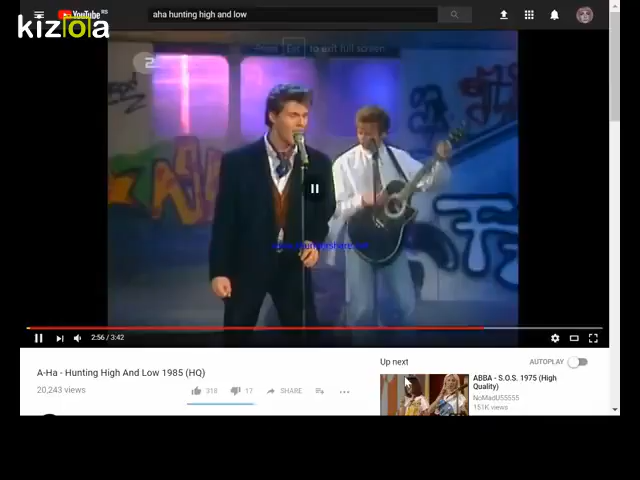 kizlola
YouTube RS
aha hunting high and low
2
Press Esc to exit full screen
2:56 / 3:42
A-Ha - Hunting High And Low 1985 (HQ)
20,243 views
318
17
SHARE
Up next
AUTOPLAY
ABBA - S.O.S. 1975 (High
Quality)
NoMadU55555
151K views